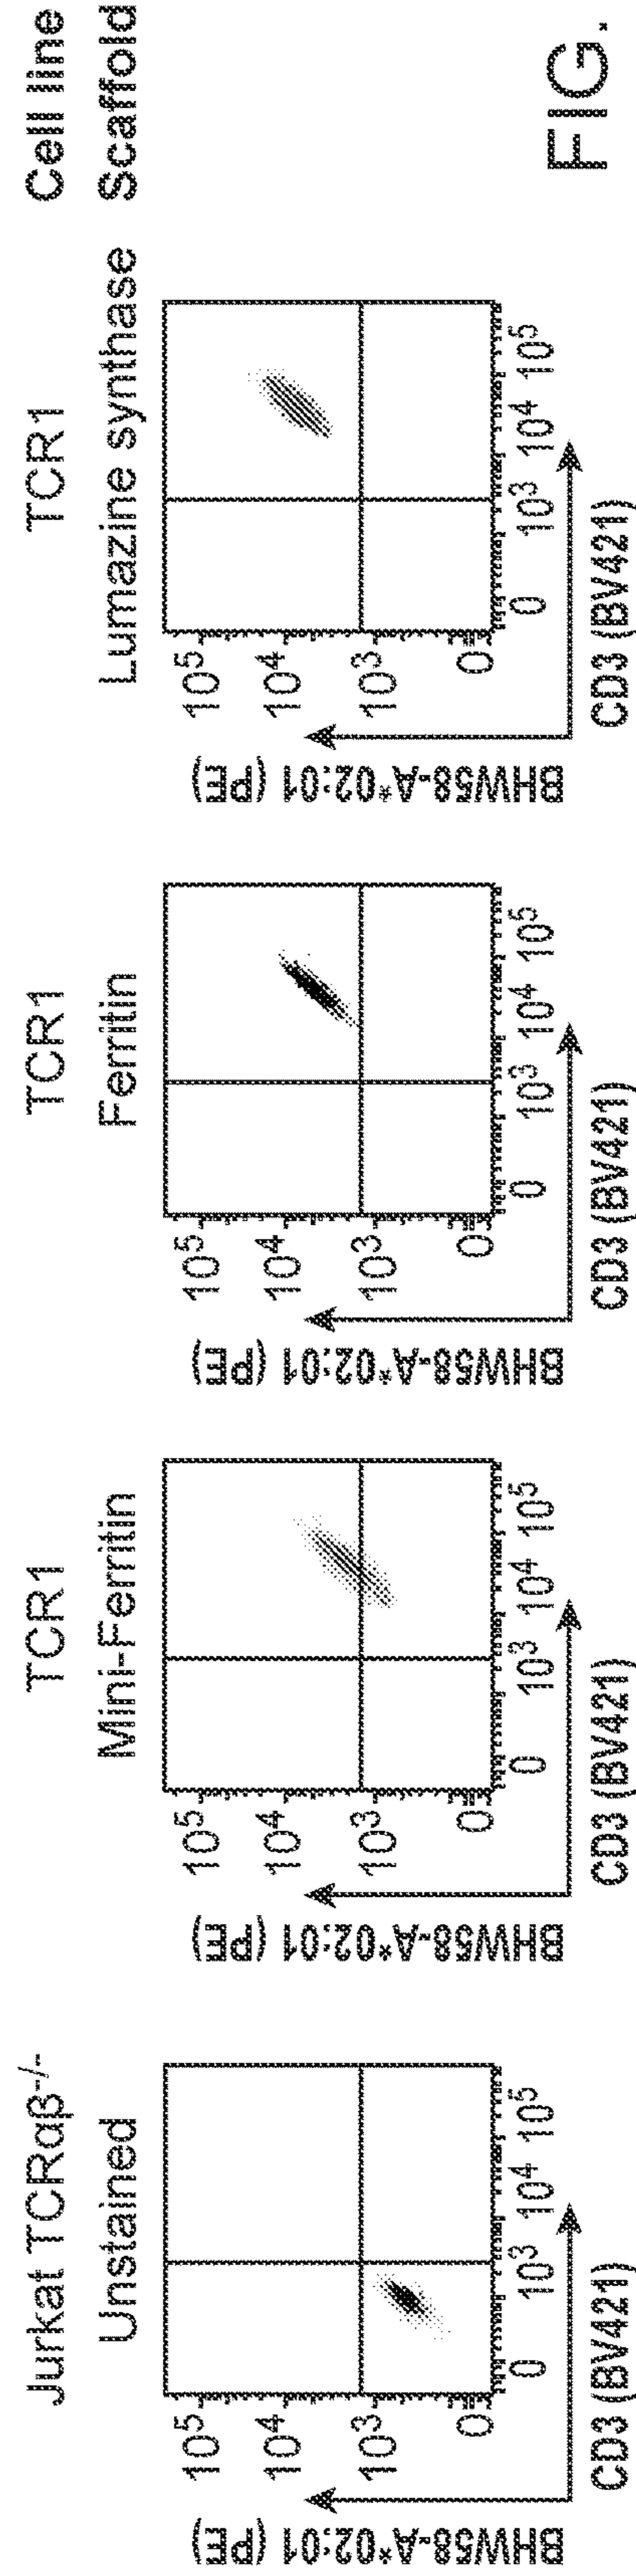 Jurkat TCRαβ-/- TCR1 TCR1 TCR1 Cell line
Unstained Mini-Ferritin Ferritin Lumazine synthase Scaffold
BHW58-A*02:01 (PE)
10⁵
10⁴
10³
0
0 10³ 10⁴ 10⁵
CD3 (BV421)
BHW58-A*02:01 (PE)
10⁵
10⁴
10³
0
0 10³ 10⁴ 10⁵
CD3 (BV421)
BHW58-A*02:01 (PE)
10⁵
10⁴
10³
0
0 10³ 10⁴ 10⁵
CD3 (BV421)
BHW58-A*02:01 (PE)
10⁵
10⁴
10³
0
0 10³ 10⁴ 10⁵
CD3 (BV421)
FIG.